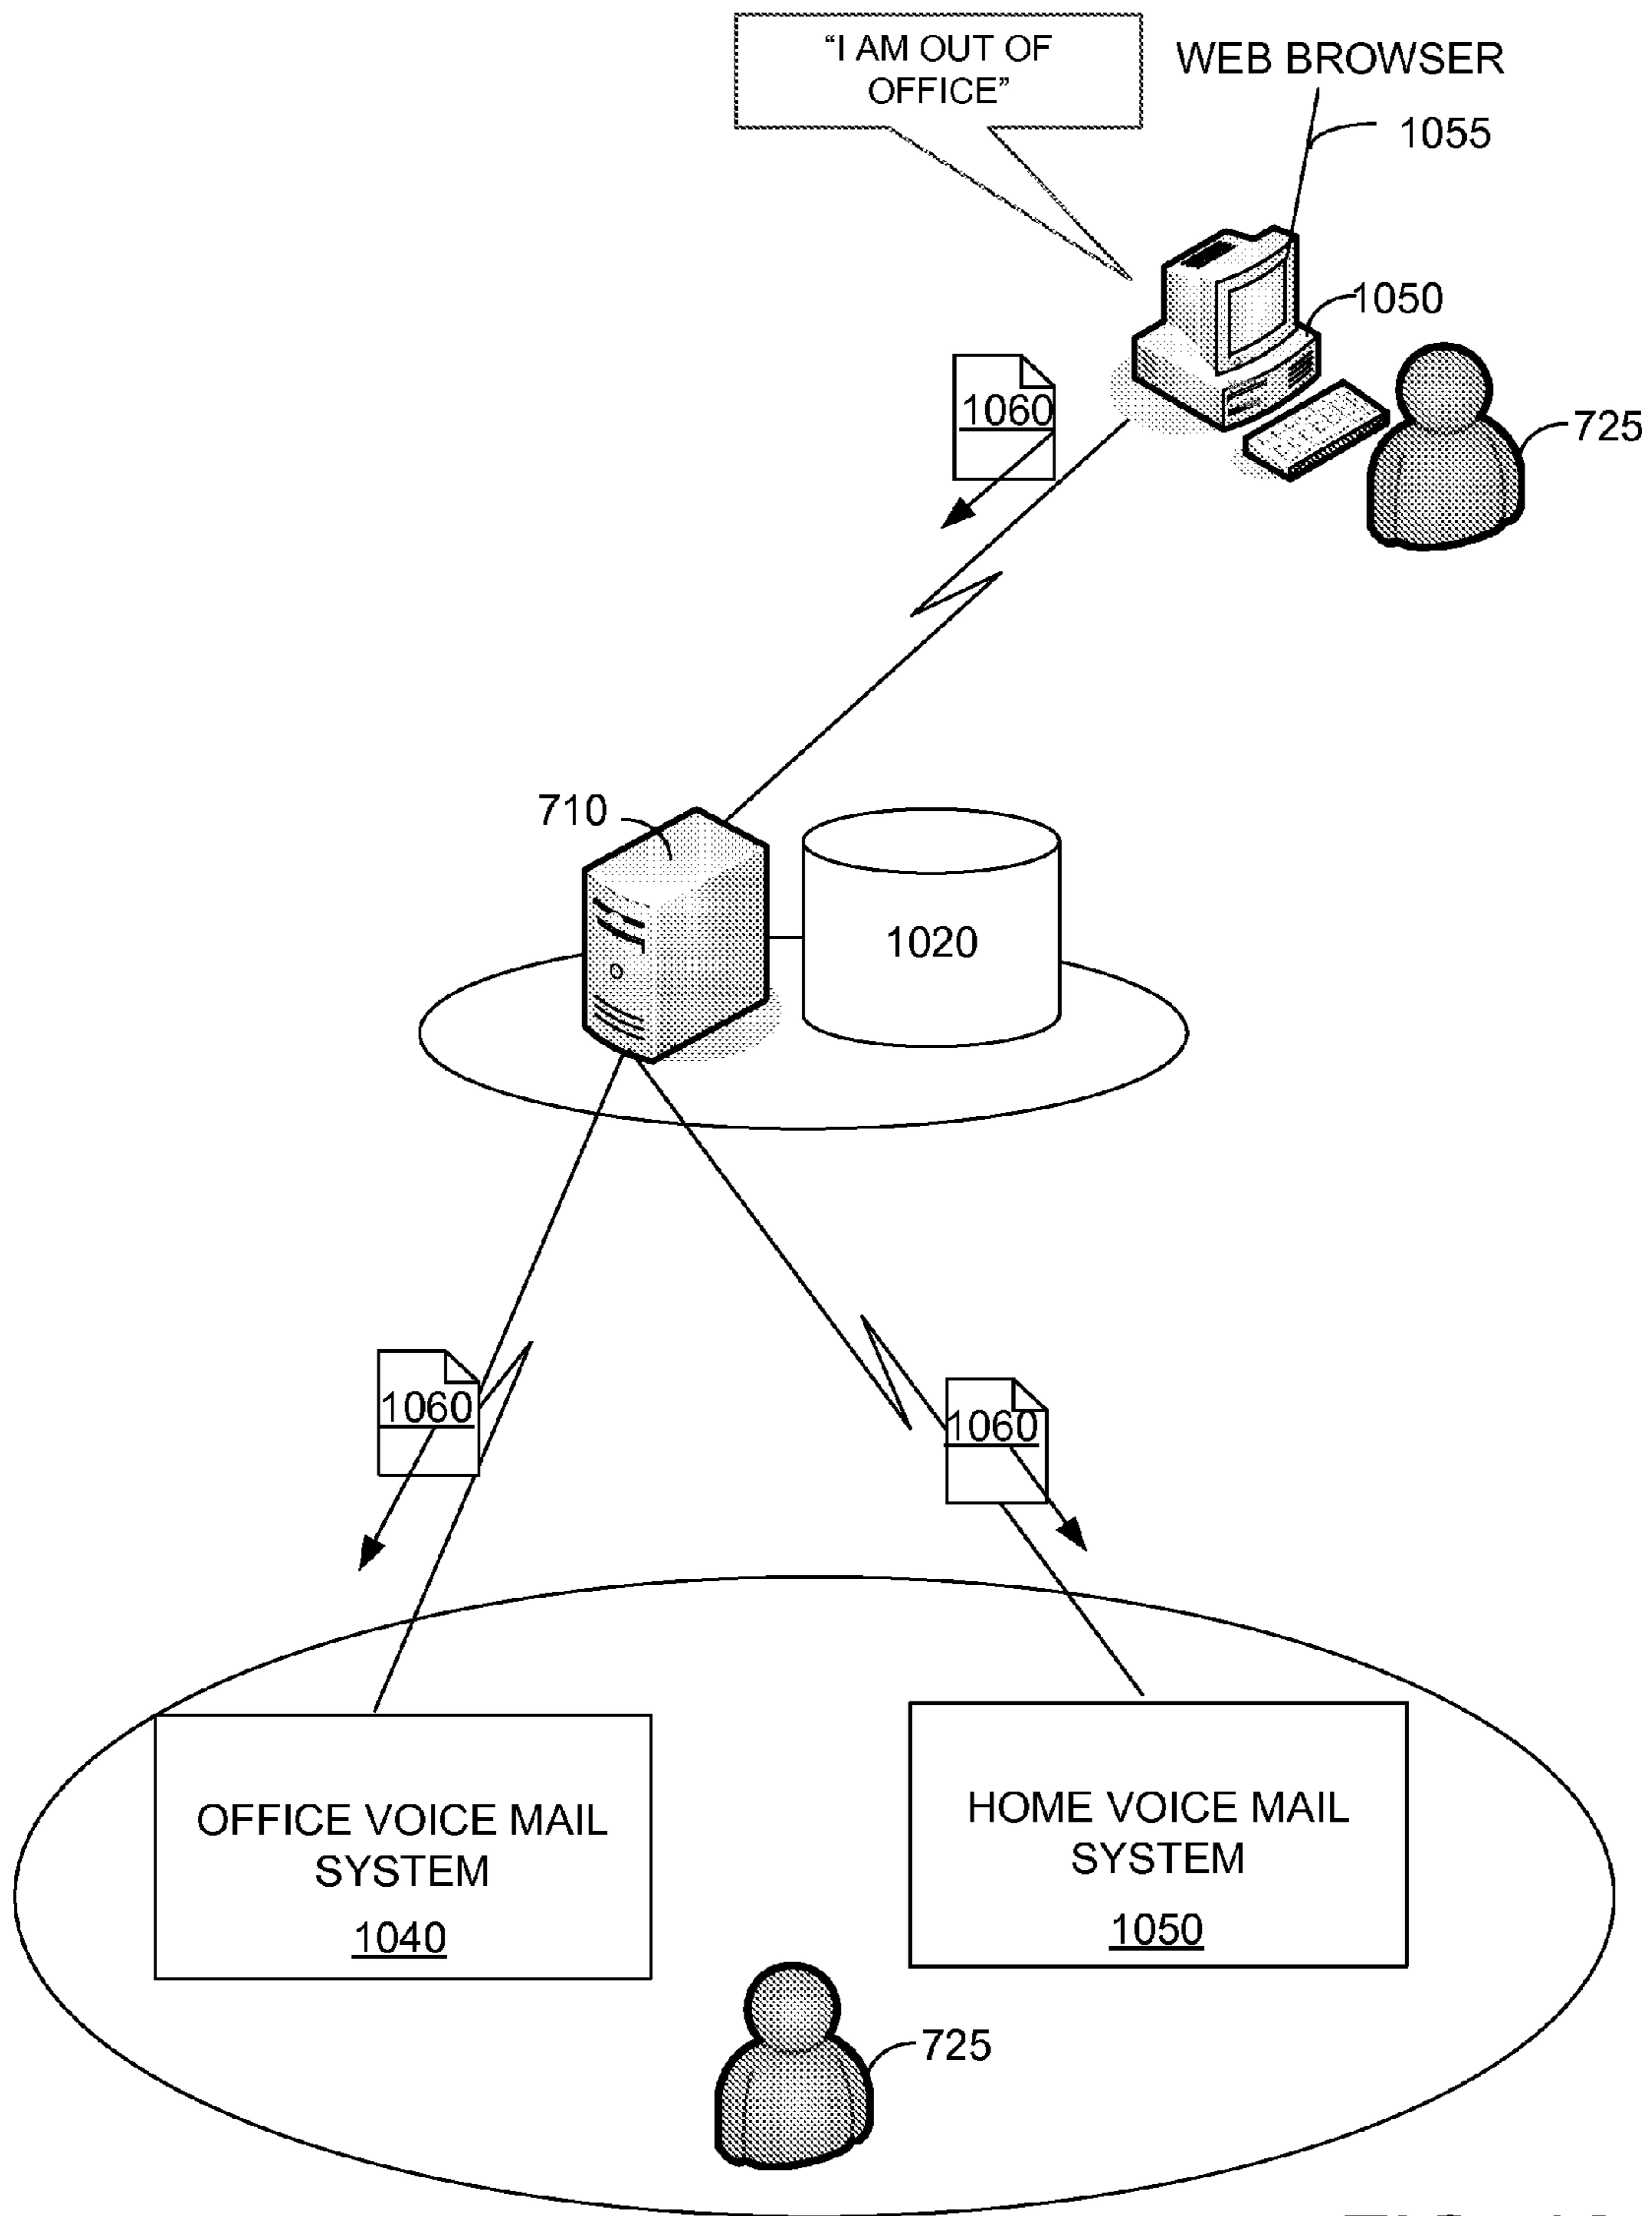 “I AM OUT OF
OFFICE”
WEB BROWSER
1055
1050
1060
725
710
1020
1060
1060
OFFICE VOICE MAIL
SYSTEM
1040
HOME VOICE MAIL
SYSTEM
1050
725